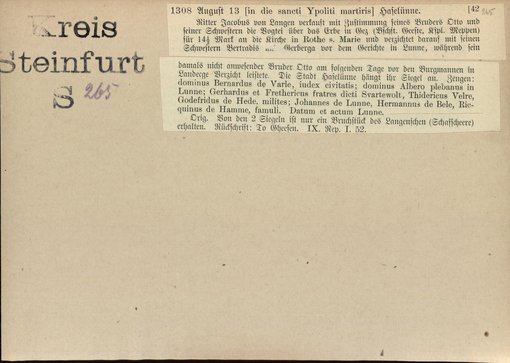 Kreis
Steinfurt
S 265
1308 August 13 [in die sancti Ypoliti martiris] Haselünne. [42
Ritter Jacobus von Langen verkauft mit Zustimmung seines Bruders Otto und
seiner Schwestern die Vogtei über das Erbe in Gez (Bschft. Geeste, Kspl. Meppen)
für 14½ Mark an die Kirche in Rothe s. Marie und verzichtet darauf mit seinen
Schwestern Bertradis und Gerberga vor dem Gerichte in Lunne, während sein
damals nicht anwesender Bruder Otto am folgenden Tage vor den Burgmannen in
Landerge Verzicht leistete. Die Stadt Haselünne hängt ihr Siegel an. Zeugen:
dominus Bernardus de Varle, iudex civitatis; dominus Albero plebanus in
Lunne; Gerhardus et Frethericus fratres dicti Svartewolt, Thidericus Velre,
Godefridus de Hede, milites; Johannes de Lunne, Hermannus de Bele, Ric-
quinus de Hamme, famuli. Datum et actum Lunne.
Orig. Von den 2 Siegeln ist nur ein Bruchstück des Langenschen (Schafscheere)
erhalten. Rückschrift: To Gheesen. IX. Rep. I. 52.